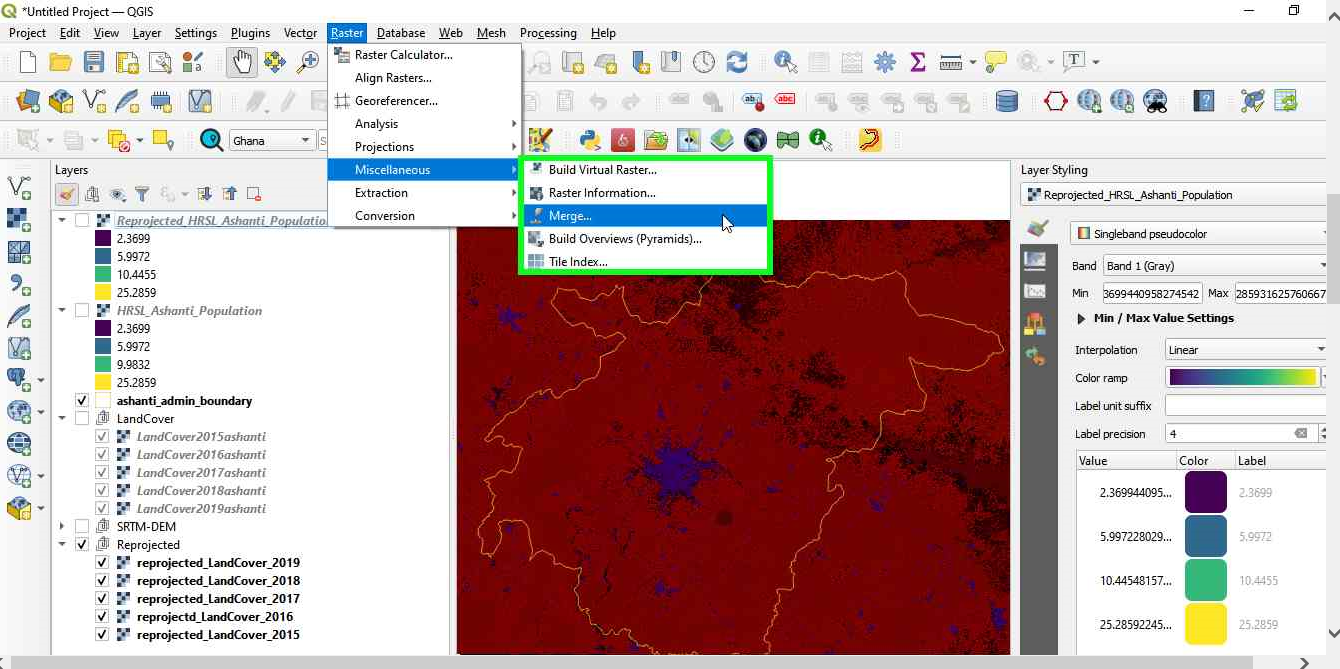 *Untitled Project — QGIS
Project Edit View Layer Settings Plugins Vector Raster Database Web Mesh Processing Help
Raster Calculator...
Align Rasters...
Georeferencer...
Analysis
Projections
Miscellaneous
Extraction
Conversion
Build Virtual Raster...
Raster Information...
Merge...
Build Overviews (Pyramids)...
Tile Index...
Ghana
Layers
Reprojected_HRSL_Ashanti_Populatio
2.3699
5.9972
10.4455
25.2859
HRSL_Ashanti_Population
2.3699
5.9972
9.9832
25.2859
ashanti_admin_boundary
LandCover
LandCover2015ashanti
LandCover2016ashanti
LandCover2017ashanti
LandCover2018ashanti
LandCover2019ashanti
SRTM-DEM
Reprojected
reprojected_LandCover_2019
reprojected_LandCover_2018
reprojected_LandCover_2017
reprojectd_LandCover_2016
reprojected_LandCover_2015
Layer Styling
Reprojected_HRSL_Ashanti_Population
Singleband pseudocolor
Band Band 1 (Gray)
Min 3699440958274542 Max 285931625760667
Min / Max Value Settings
Interpolation Linear
Color ramp
Label unit suffix
Label precision 4
Value Color Label
2.369944095... 2.3699
5.997228029... 5.9972
10.44548157... 10.4455
25.28592245... 25.2859